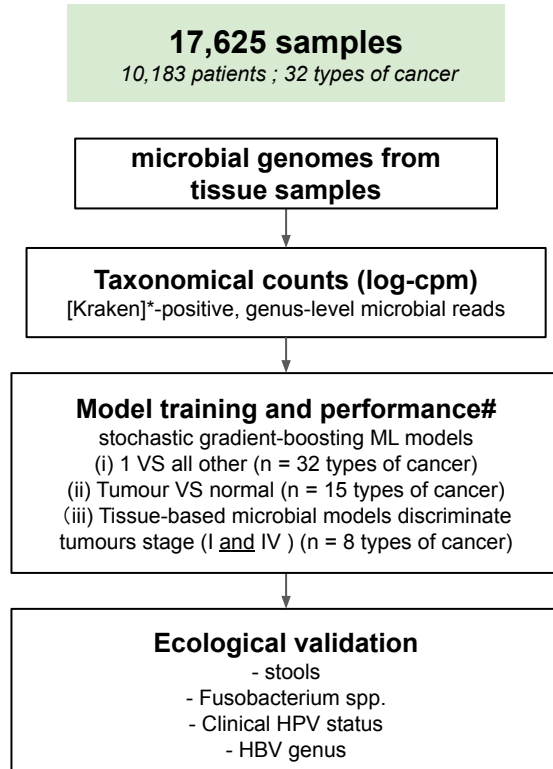 17,625 samples
10,183 patients ; 32 types of cancer
microbial genomes from
tissue samples
Taxonomical counts (log-cpm)
[Kraken]*-positive, genus-level microbial reads
Model training and performance#
stochastic gradient-boosting ML models
(i) 1 VS all other (n = 32 types of cancer)
(ii) Tumour VS normal (n = 15 types of cancer)
(iii) Tissue-based microbial models discriminate
tumours stage (I and IV ) (n = 8 types of cancer)
Ecological validation
- stools
- Fusobacterium spp.
- Clinical HPV status
- HBV genus